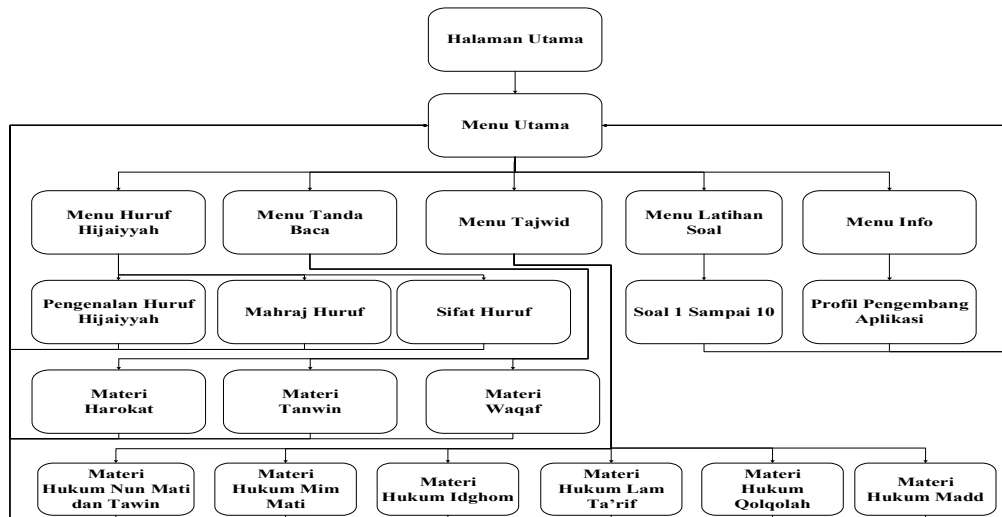 Halaman Utama
Menu Utama
Menu Huruf
Hijaiyyah
Menu Tanda
Baca
Menu Tajwid
Menu Latihan
Soal
Menu Info
Pengenalan Huruf
Hijaiyyah
Mahraj Huruf
Sifat Huruf
Soal 1 Sampai 10
Profil Pengembang
Aplikasi
Materi
Harokat
Materi
Tanwin
Materi
Waqaf
Materi
Hukum Nun Mati
dan Tawin
Materi
Hukum Mim
Mati
Materi
Hukum Idghom
Materi
Hukum Lam
Ta’rif
Materi
Hukum
Qolqolah
Materi
Hukum Madd